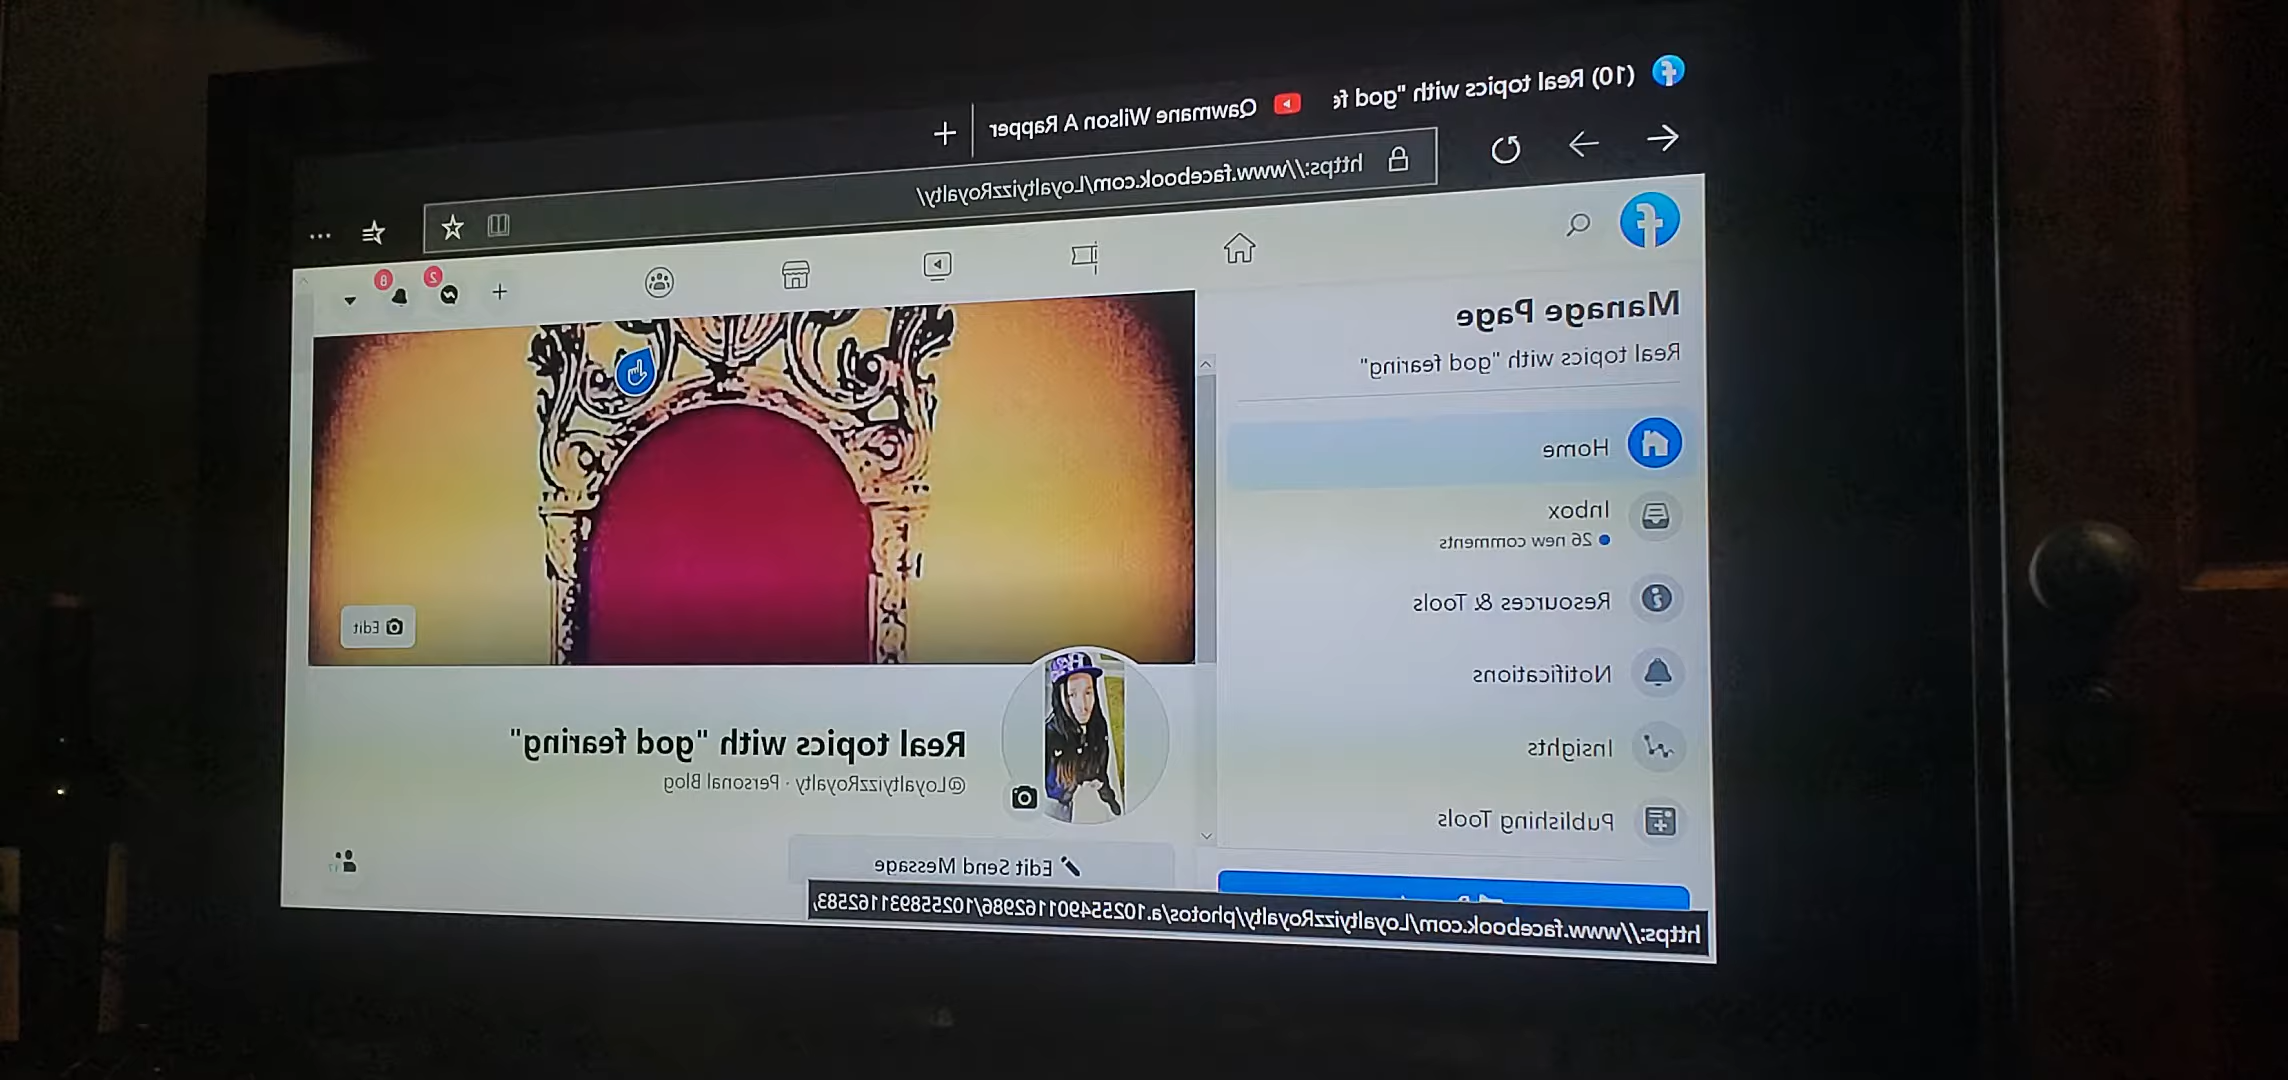 (10) Real topics with "god fe
Qawmane Wilson A Rapper
https://www.facebook.com/LoyaltyizzRoyalty/
2
8
Manage Page
Real topics with "god fearing"
Home
Inbox
26 new comments
Resources & Tools
Notifications
Insights
Publishing Tools
Edit
Real topics with "god fearing"
@LoyaltyizzRoyalty · Personal Blog
Edit Send Message
https://www.facebook.com/LoyaltyizzRoyalty/photos/a.102554901162986/102558931162583,